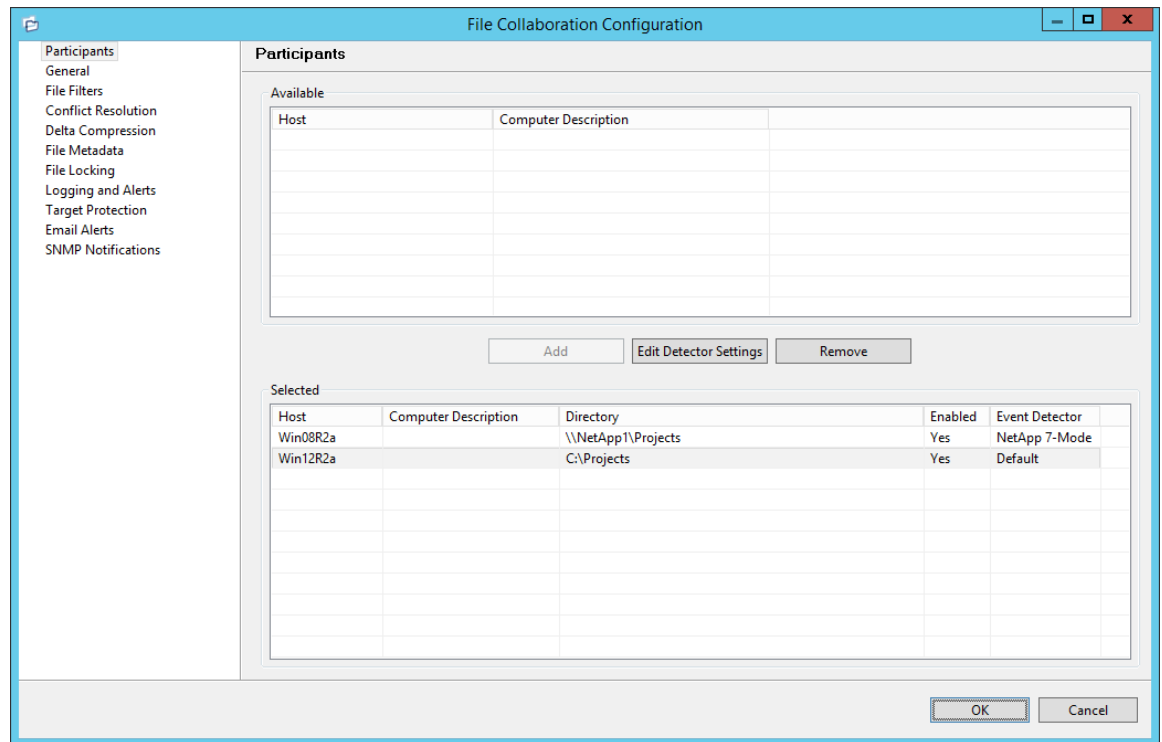 File Collaboration Configuration
Participants
General
File Filters
Conflict Resolution
Delta Compression
File Metadata
File Locking
Logging and Alerts
Target Protection
Email Alerts
SNMP Notifications
Participants
Available
Host Computer Description
Add Edit Detector Settings Remove
Selected
Host Computer Description Directory Enabled Event Detector
Win08R2a \\NetApp1\Projects Yes NetApp 7-Mode
Win12R2a C:\Projects Yes Default
OK Cancel